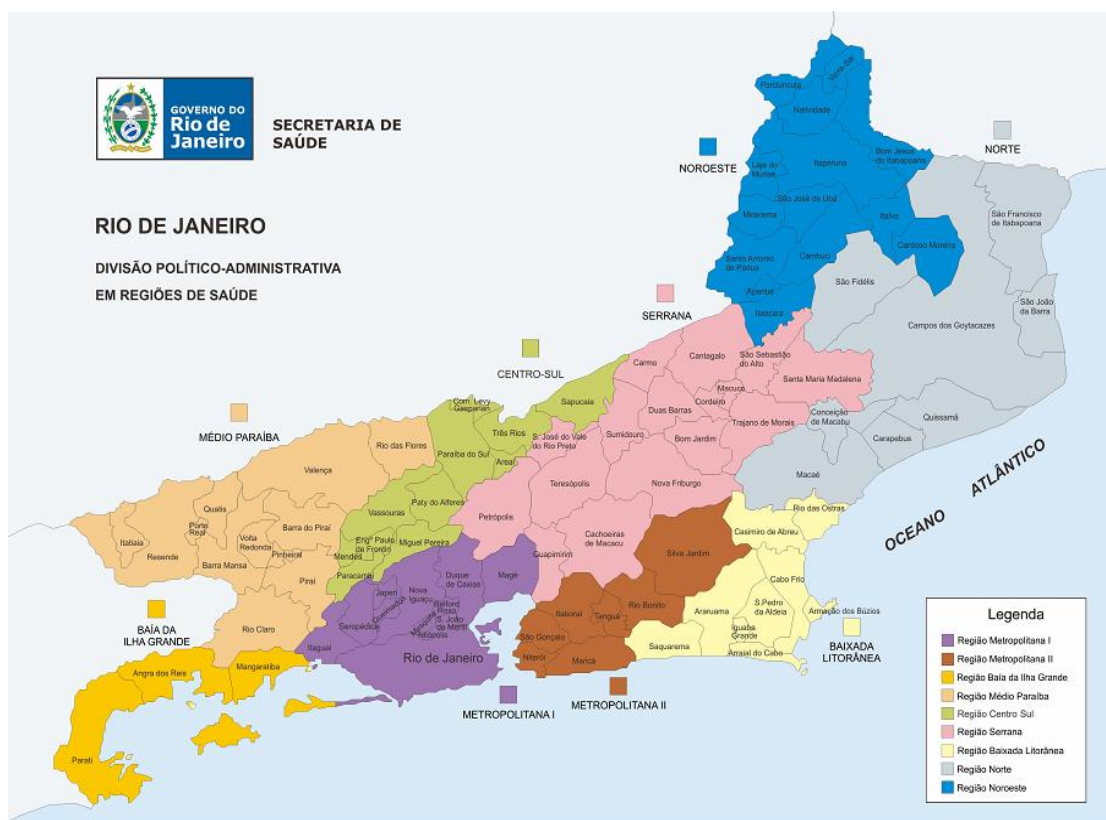 GOVERNO DO
Rio de
Janeiro
SECRETARIA DE
SAÚDE
RIO DE JANEIRO
DIVISÃO POLÍTICO-ADMINISTRATIVA
EM REGIÕES DE SAÚDE
NOROESTE
NORTE
SERRANA
CENTRO-SUL
MÉDIO PARAÍBA
BAÍA DA
ILHA GRANDE
METROPOLITANA I
METROPOLITANA II
BAIXADA
LITORÂNEA
OCEANO
ATLÂNTICO
Varre-Sai
Porciúncula
Natividade
Bom Jesus
do Itabapoana
Itaperuna
Laje do
Muriaé
São José de Ubá
Miracema
Italva
Cardoso Moreira
Santo Antonio
de Pádua
Cambuci
Aperibé
Itaocara
São Francisco
de Itabapoana
São Fidélis
São João
da Barra
Campos dos Goytacazes
Conceição
de Macabu
Quissamã
Carapebus
Macaé
Carmo
Cantagalo
São Sebastião
do Alto
Santa Maria Madalena
Macuco
Cordeiro
Duas Barras
Trajano de Morais
Sumidouro
Bom Jardim
S. José do Vale
do Rio Preto
Teresópolis
Nova Friburgo
Petrópolis
Cachoeiras
de Macacu
Guapimirim
Sapucaia
Com. Levy
Gasparian
Três Rios
Paraíba do Sul
Areal
Paty do Alferes
Vassouras
Engº Paulo
de Frontin
Miguel Pereira
Mendes
Paracambi
Rio das Flores
Valença
Quatis
Porto
Real
Barra do Piraí
Itatiaia
Resende
Volta
Redonda
Pinheiral
Barra Mansa
Piraí
Rio Claro
Mangaratiba
Angra dos Reis
Parati
Duque
de Caxias
Magé
Japeri
Nova
Iguaçu
Queimados
Belford
Roxo
Seropédica
Mesquita
S. João
de Meriti
Nilópolis
Itaguaí
Rio de Janeiro
Silva Jardim
Itaboraí
Tanguá
Rio Bonito
São Gonçalo
Niterói
Maricá
Rio das Ostras
Casimiro de Abreu
Cabo Frio
Araruama
S.Pedro
da Aldeia
Armação dos Búzios
Iguaba
Grande
Saquarema
Arraial do Cabo
Legenda
Região Metropolitana I
Região Metropolitana II
Região Baía da Ilha Grande
Região Médio Paraíba
Região Centro Sul
Região Serrana
Região Baixada Litorânea
Região Norte
Região Noroeste